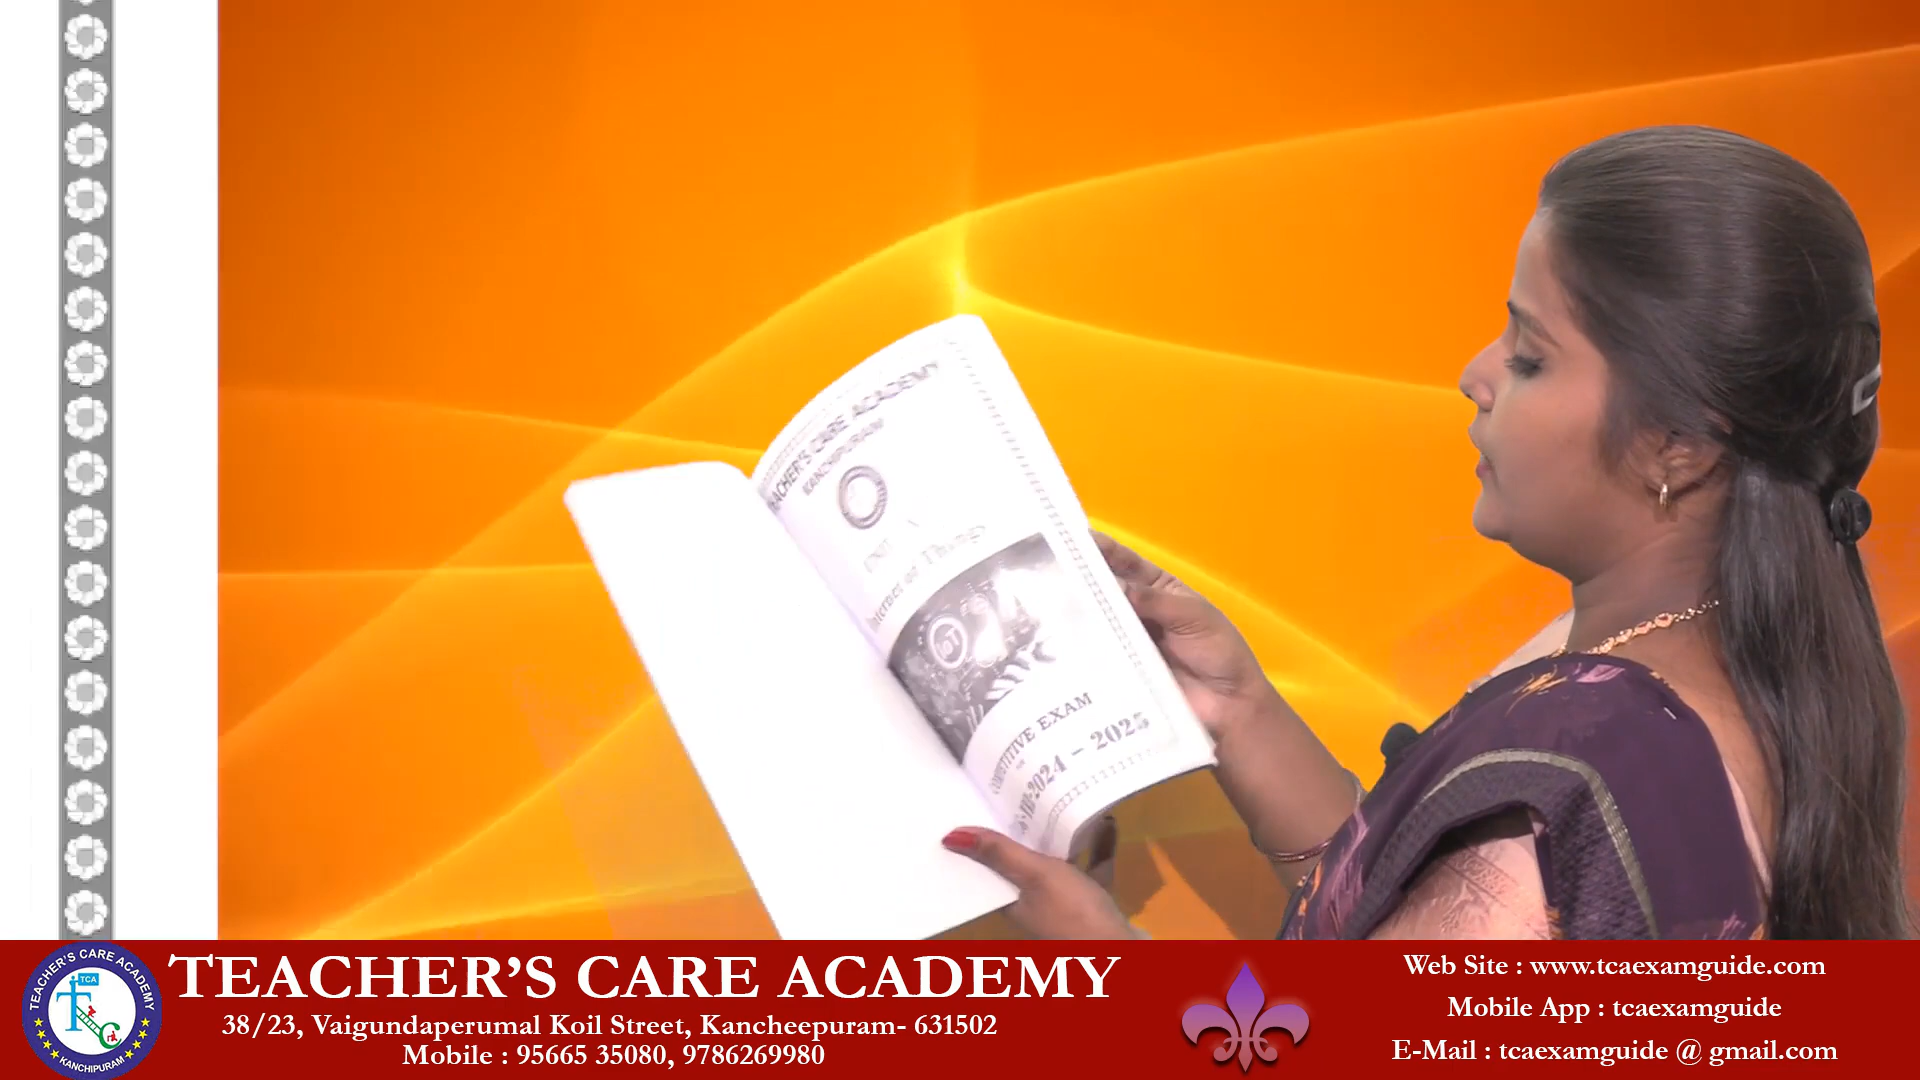 TEACHER'S CARE ACADEMY
KANCHIPURAM
UNIT
Internet of Things
IoT
COMPETITIVE EXAM
2024 – 2025
TEACHER'S CARE ACADEMY
TCA
KANCHIPURAM
TEACHER’S CARE ACADEMY
38/23, Vaigundaperumal Koil Street, Kancheepuram- 631502
Mobile : 95665 35080, 9786269980
Web Site : www.tcaexamguide.com
Mobile App : tcaexamguide
E-Mail : tcaexamguide @ gmail.com